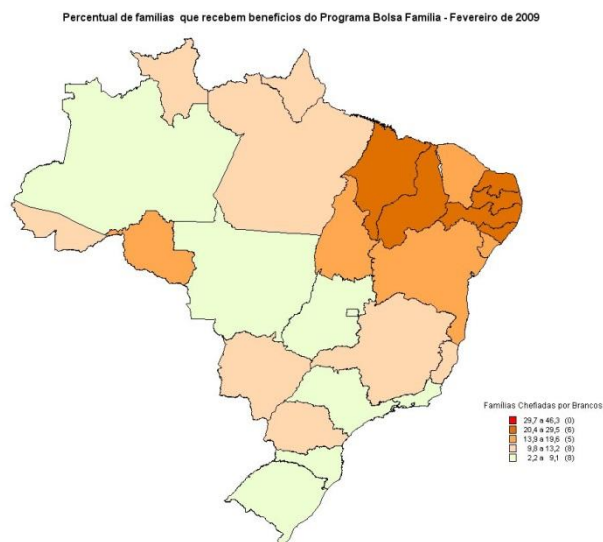 Percentual de famílias que recebem benefícios do Programa Bolsa Família - Fevereiro de 2009
Famílias Chefiadas por Brancos
29,7 a 46,3 (0)
20,4 a 29,5 (6)
13,9 a 19,6 (5)
9,8 a 13,2 (8)
2,2 a 9,1 (8)